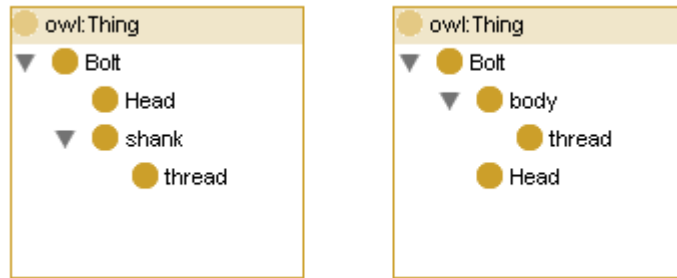 owl:Thing
Bolt
Head
shank
thread
owl:Thing
Bolt
body
thread
Head